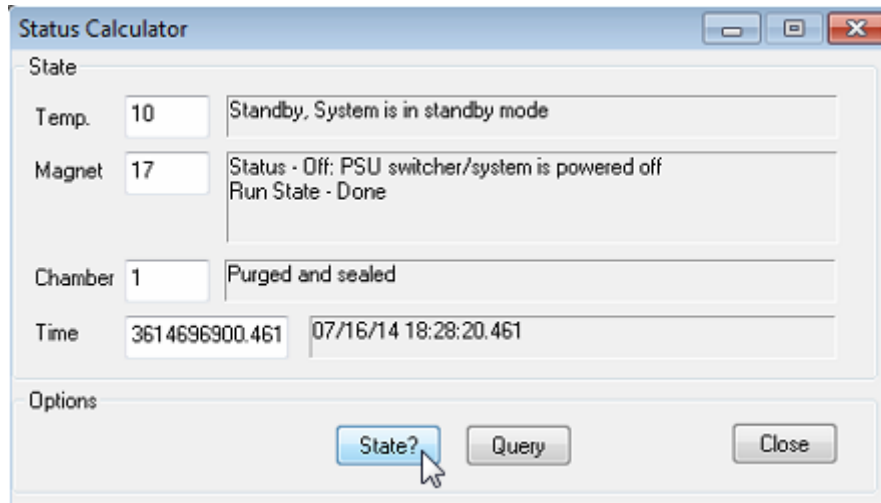 Status Calculator
State
Temp. 10 Standby, System is in standby mode
Magnet 17 Status - Off: PSU switcher/system is powered off
Run State - Done
Chamber 1 Purged and sealed
Time 3614696900.461 07/16/14 18:28:20.461
Options
State? Query Close